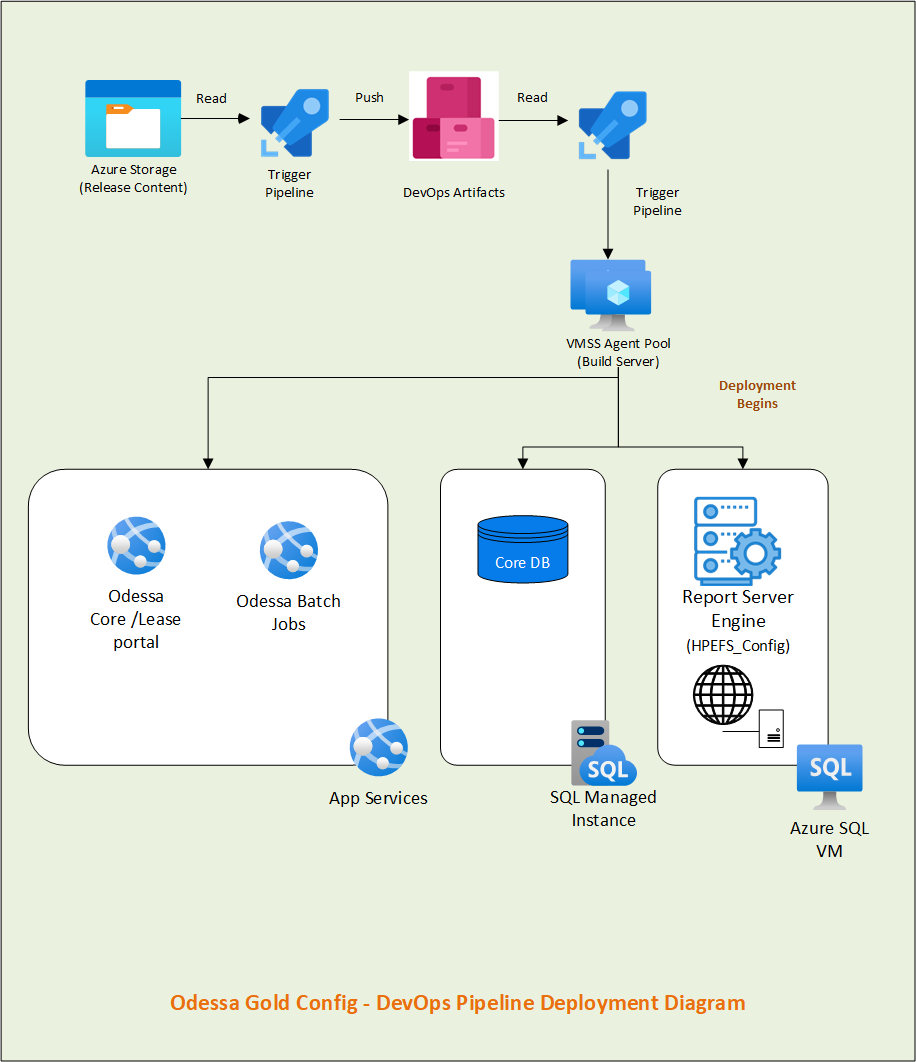 Read
Push
Read
Azure Storage
(Release Content)
Trigger
Pipeline
DevOps Artifacts
Trigger
Pipeline
VMSS Agent Pool
(Build Server)
Deployment
Begins
Odessa
Core /Lease
portal
Odessa Batch
Jobs
Core DB
Report Server
Engine
(HPEFS_Config)
App Services
SQL
SQL Managed
Instance
SQL
Azure SQL
VM
Odessa Gold Config - DevOps Pipeline Deployment Diagram